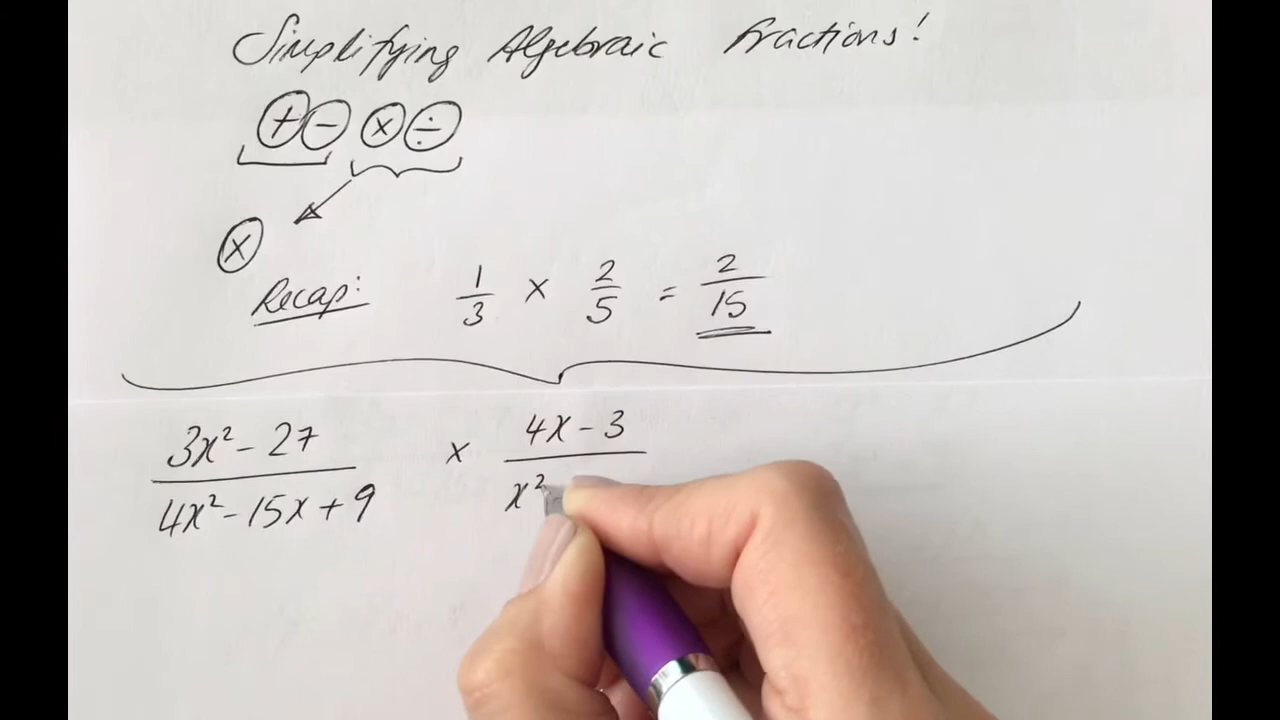 Simplifying Algebraic Fractions!
+ - × ÷
×
Recap: 1/3 × 2/5 = 2/15
3x² - 27 / 4x² - 15x + 9 × 4x - 3 / x²